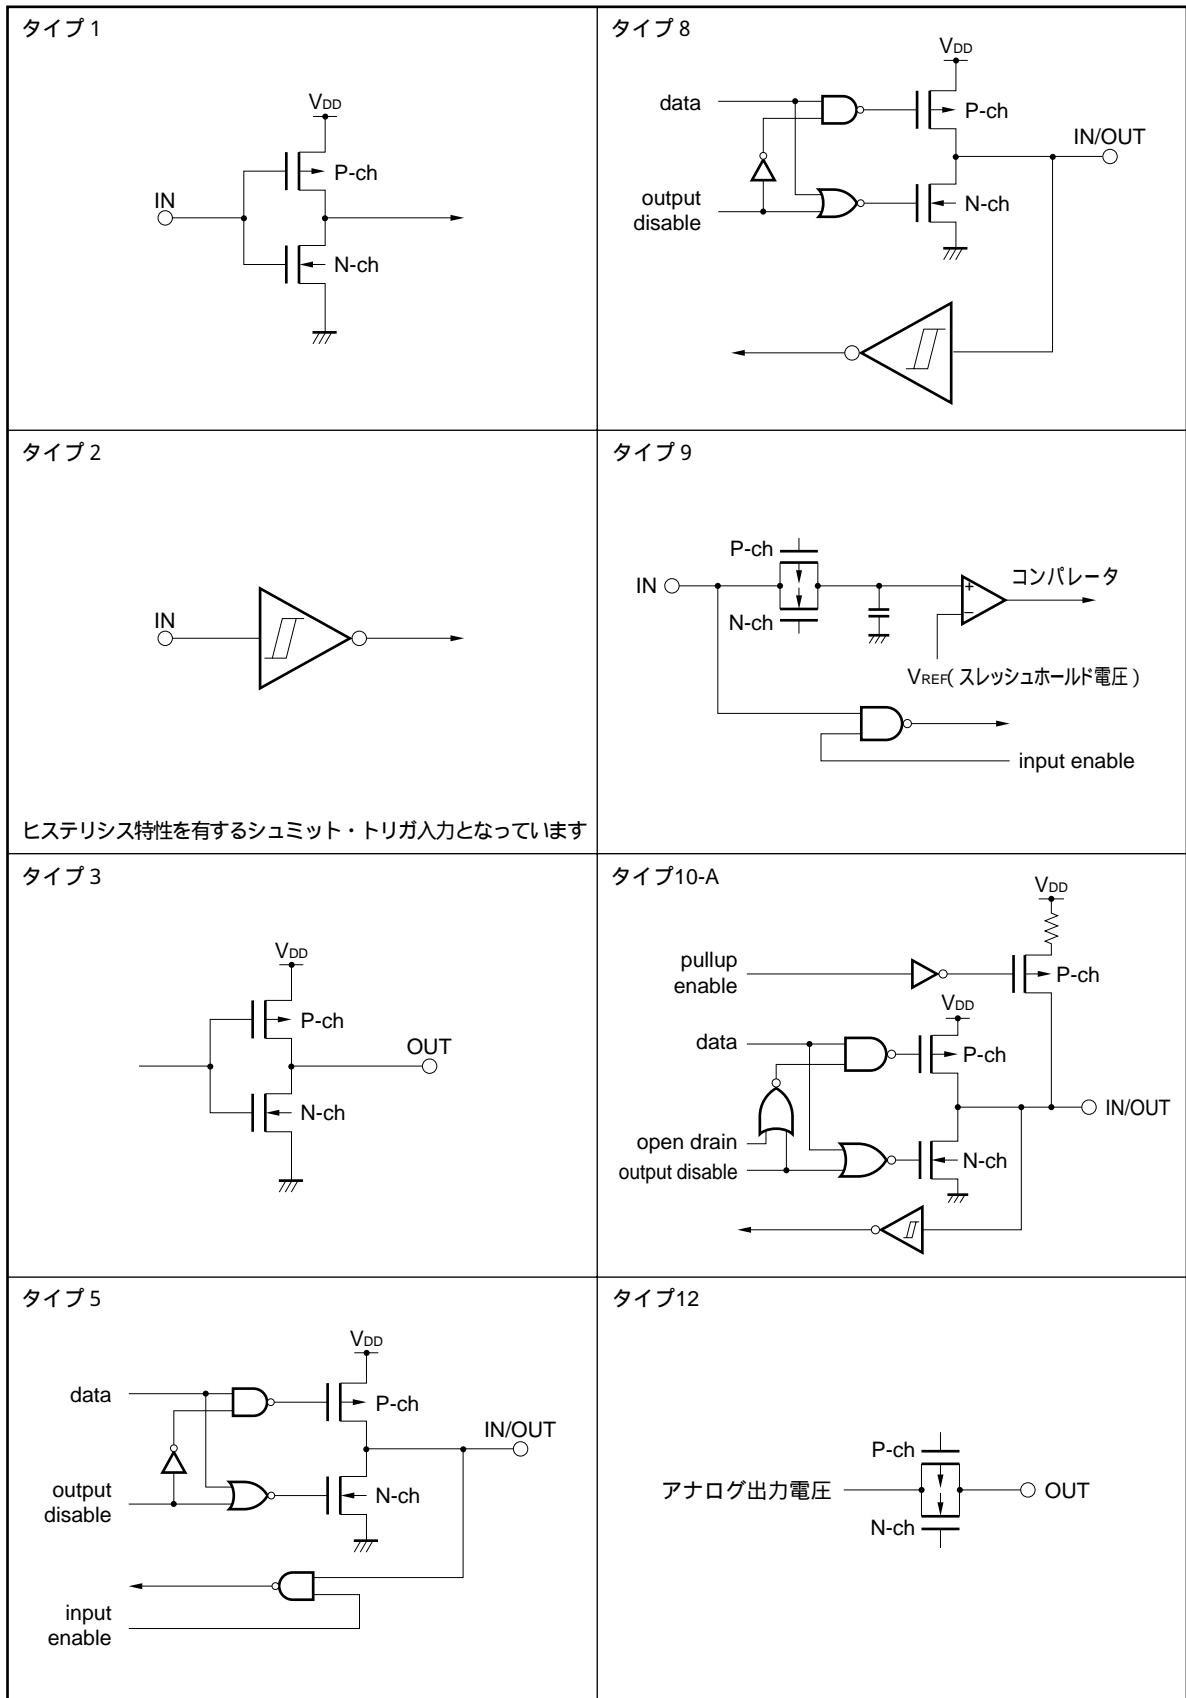 タイプ 1
VDD
P-ch
IN
N-ch
タイプ 2
IN
ヒステリシス特性を有するシュミット・トリガ入力となっています
タイプ 3
VDD
P-ch
OUT
N-ch
タイプ 5
VDD
data
P-ch
IN/OUT
output
disable
N-ch
input
enable
タイプ 8
VDD
data
P-ch
IN/OUT
output
disable
N-ch
タイプ 9
P-ch
IN
N-ch
+
−
コンパレータ
VREF(スレッシュホールド電圧)
input enable
タイプ10-A
VDD
pullup
enable
P-ch
VDD
data
P-ch
IN/OUT
open drain
output disable
N-ch
タイプ12
P-ch
アナログ出力電圧
OUT
N-ch